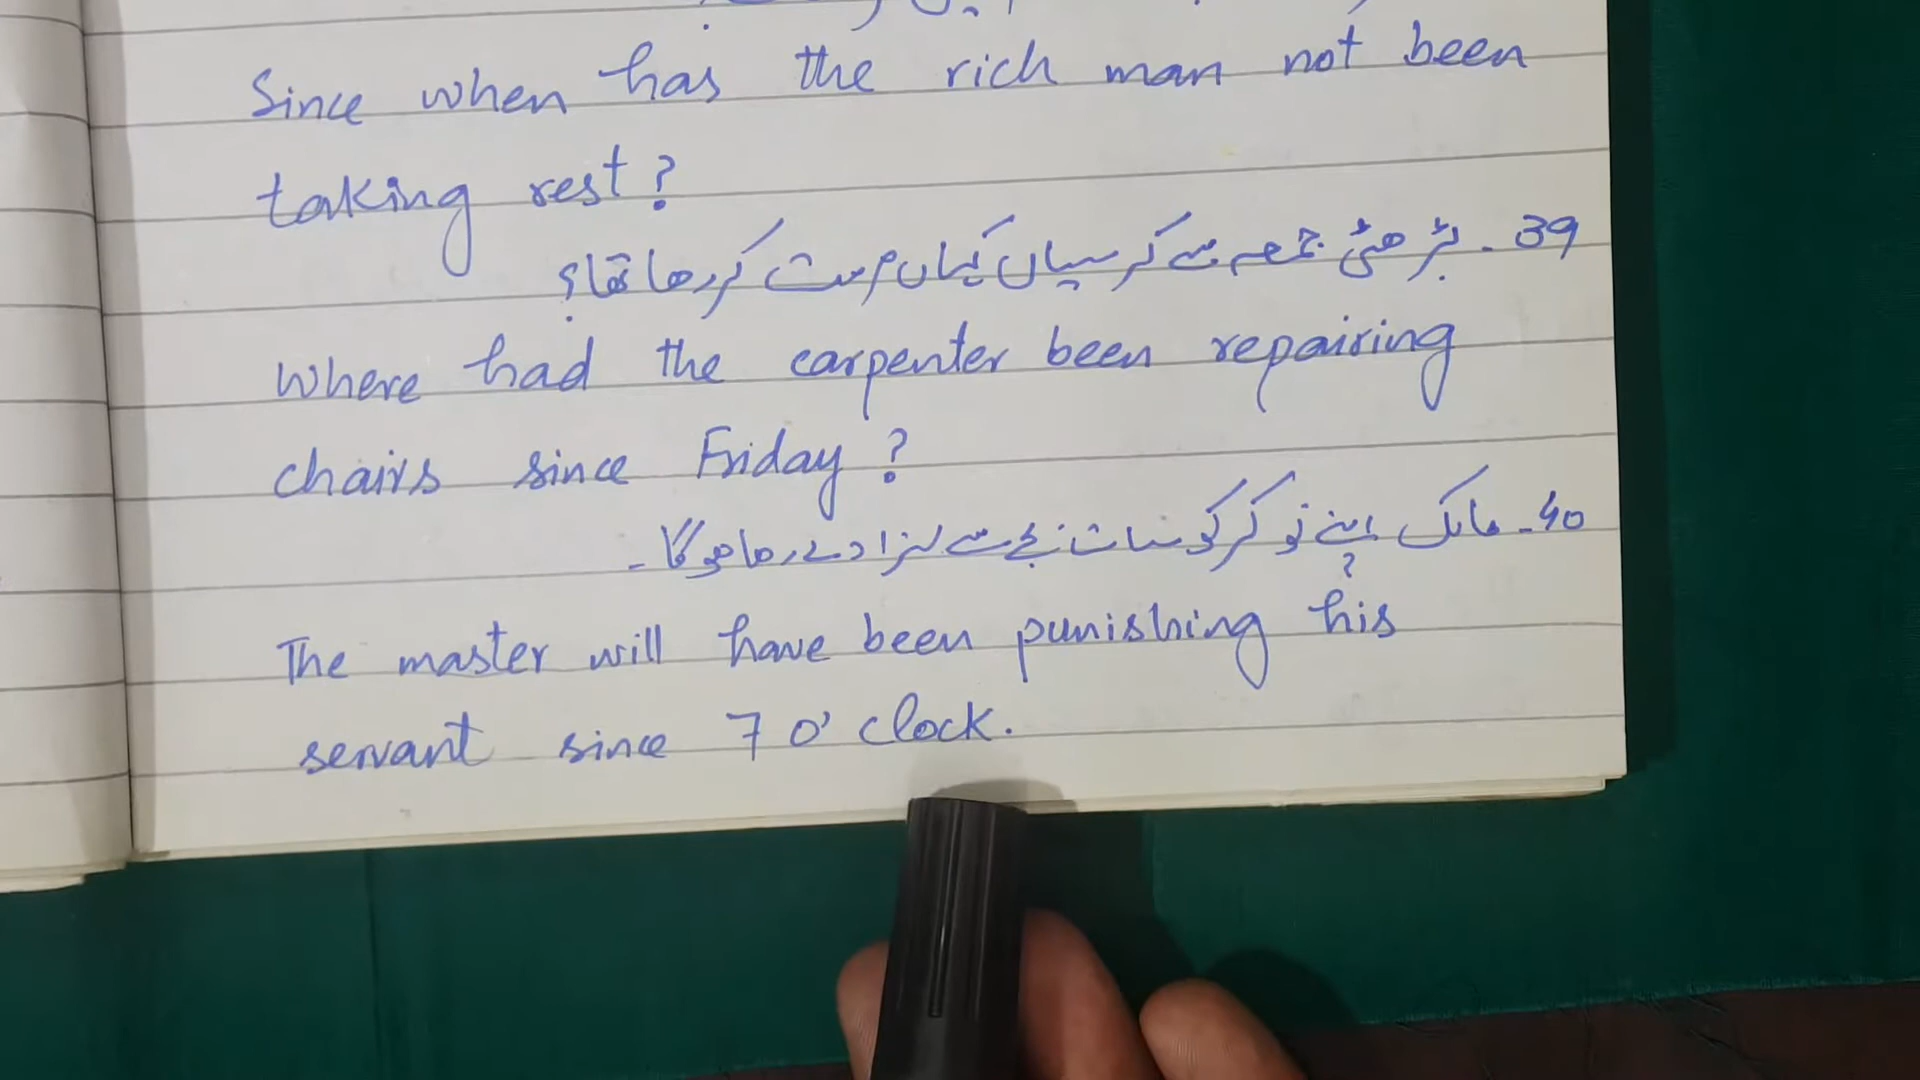 Since when has the rich man not been
taking rest?
39۔ بڑھئی جمعہ سے کرسیاں کہاں مرمت کر رہا تھا؟
Where had the carpenter been repairing
chairs since Friday?
40۔ مالک اپنے نوکر کو سات بجے سے سزا دے رہا ہو گا۔
The master will have been punishing his
servant since 7 o'clock.